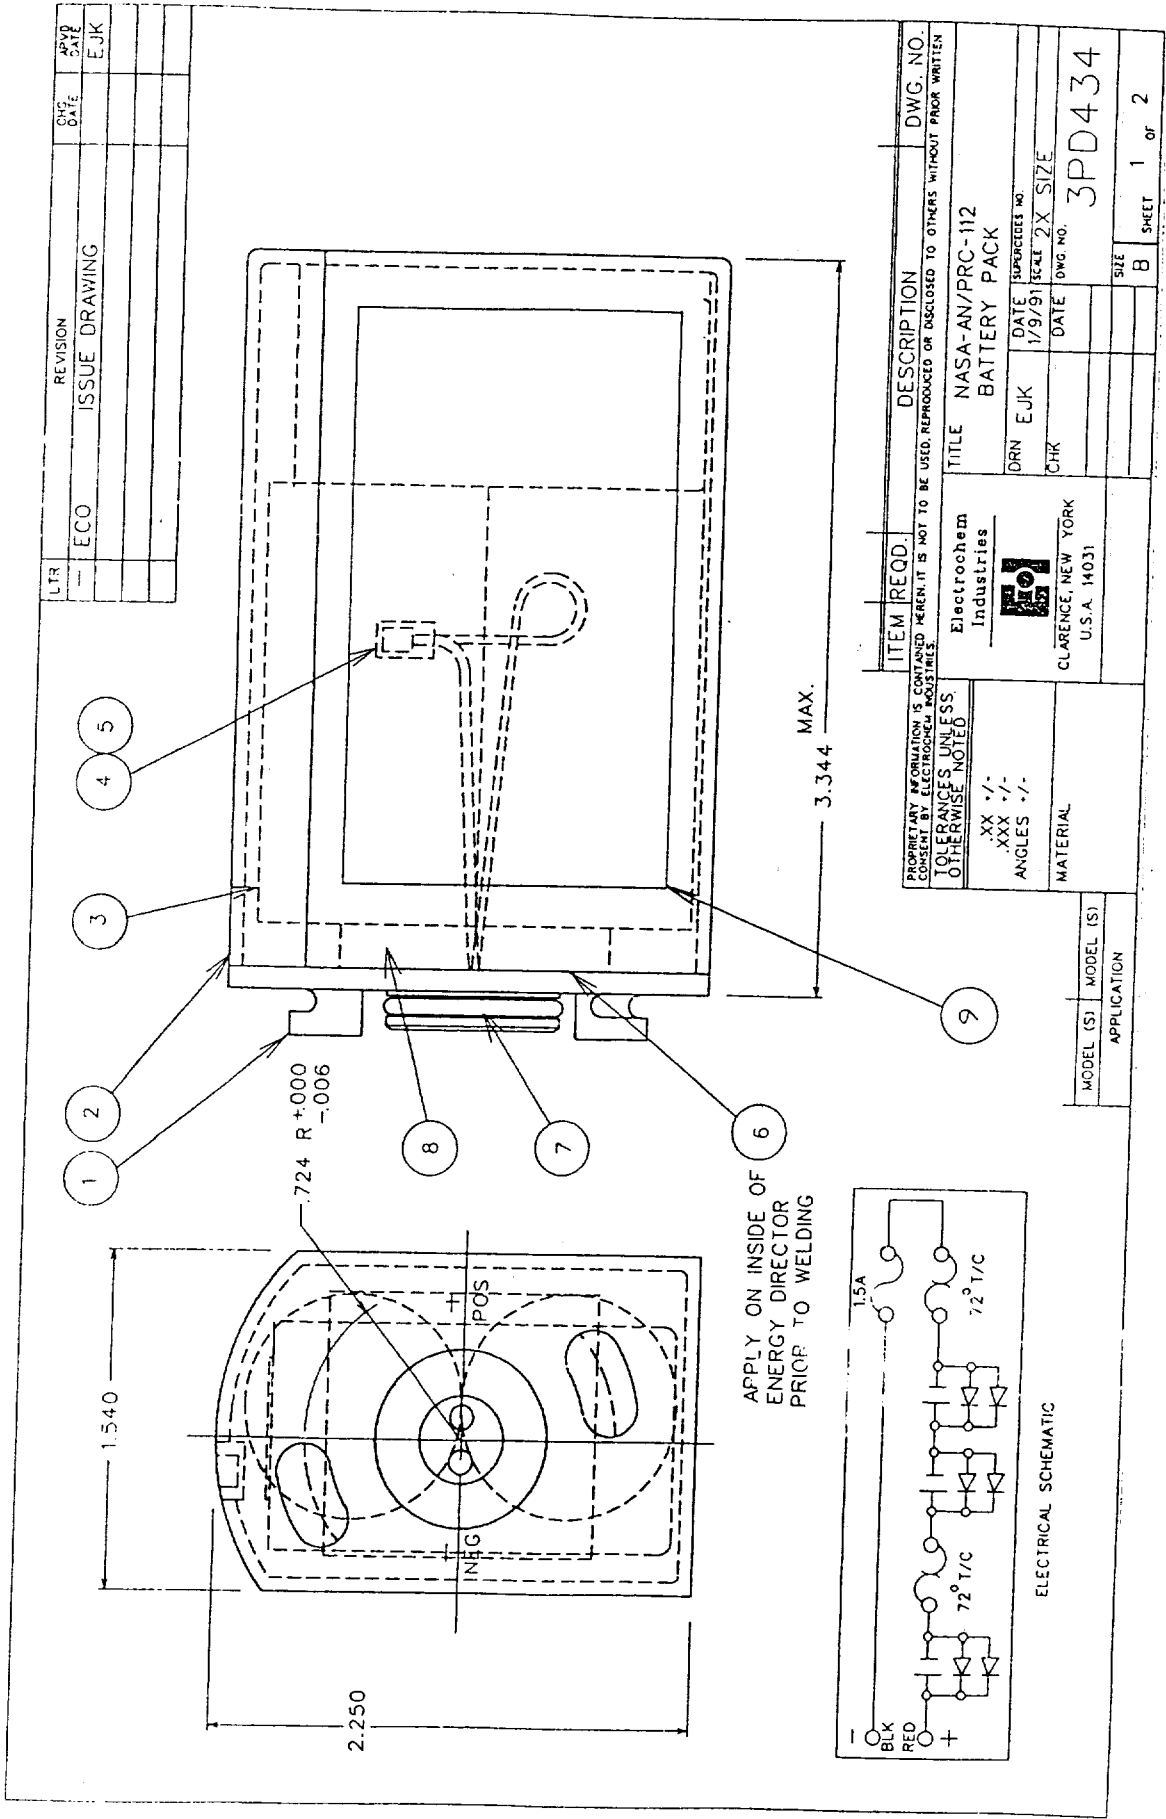 LTR
REVISION
CHG DATE
APVD DATE
— ECO ISSUE DRAWING
EJK
1
2
3
4
5
.724 R +.000
-.006
1.540
2.250
NEG
POS
8
7
6
9
APPLY ON INSIDE OF
ENERGY DIRECTOR
PRIOR TO WELDING
3.344 MAX.
-
BLK
RED
+
72° T/C
1.5A
72° T/C
ELECTRICAL SCHEMATIC
MODEL (S)
MODEL (S)
APPLICATION
ITEM
REQD.
DESCRIPTION
DWG. NO.
PROPRIETARY INFORMATION IS CONTAINED HEREIN. IT IS NOT TO BE USED, REPRODUCED OR DISCLOSED TO OTHERS WITHOUT PRIOR WRITTEN
CONSENT BY ELECTROCHEM INDUSTRIES.
TOLERANCES UNLESS
OTHERWISE NOTED
.XX +/-
.XXX +/-
ANGLES +/-
MATERIAL
Electrochem
Industries
CLARENCE, NEW YORK
U.S.A. 14031
TITLE NASA-AN/PRC-112
BATTERY PACK
DRN EJK
DATE
1/9/91
SUPERCEDES NO.
SCALE 2X SIZE
CHK
DATE
DWG. NO.
3PD434
SIZE
B
SHEET 1 OF 2